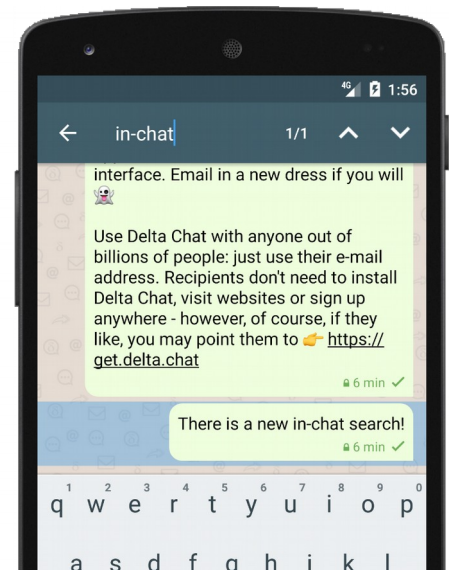 4G 1:56
in-chat 1/1
interface. Email in a new dress if you will
👻
Use Delta Chat with anyone out of
billions of people: just use their e-mail
address. Recipients don't need to install
Delta Chat, visit websites or sign up
anywhere - however, of course, if they
like, you may point them to 👉 https://
get.delta.chat
6 min ✓
There is a new in-chat search!
6 min ✓
1 2 3 4 5 6 7 8 9 0
q w e r t y u i o p
a s d f g h j k l